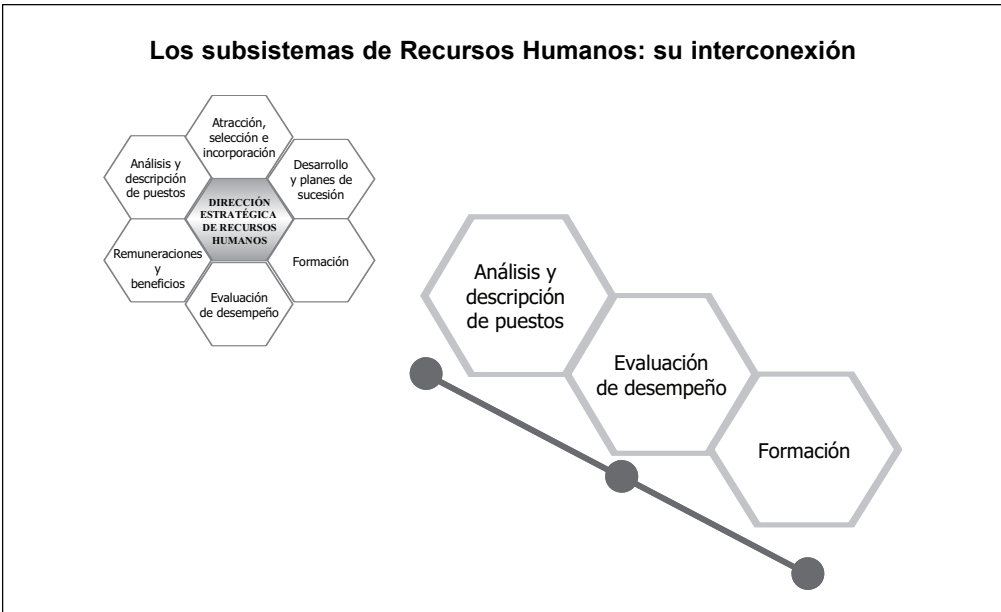 Los subsistemas de Recursos Humanos: su interconexión
Atracción,
selección e
incorporación
Análisis y
descripción
de puestos
Desarrollo
y planes de
sucesión
DIRECCIÓN
ESTRATÉGICA
DE RECURSOS
HUMANOS
Remuneraciones
y
beneficios
Formación
Evaluación
de desempeño
Análisis y
descripción
de puestos
Evaluación
de desempeño
Formación